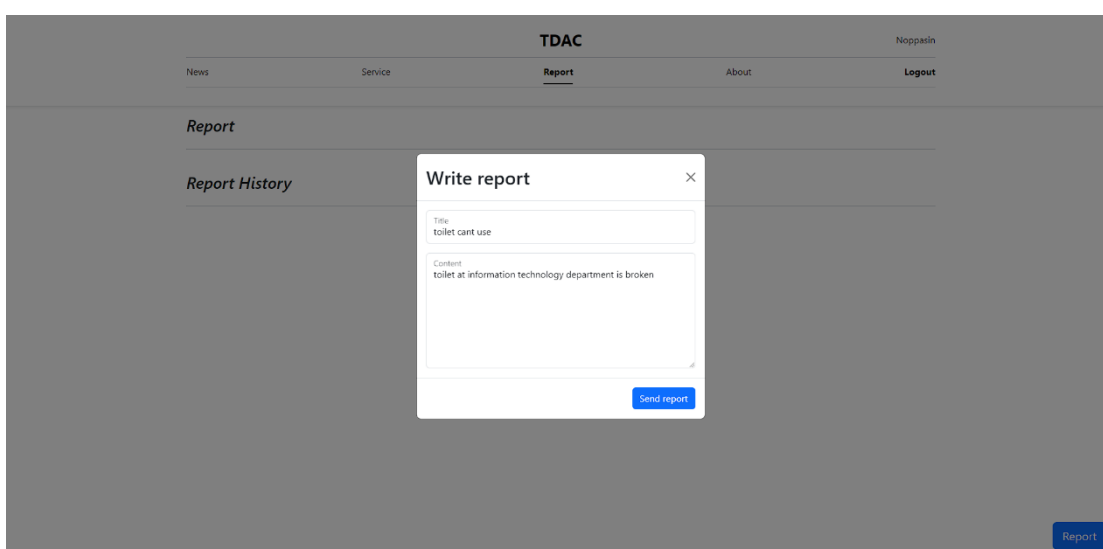 TDAC
Noppasin
News Service Report About Logout
Report
Report History
Write report
Title
toilet cant use
Content
toilet at information technology department is broken
Send report
Report